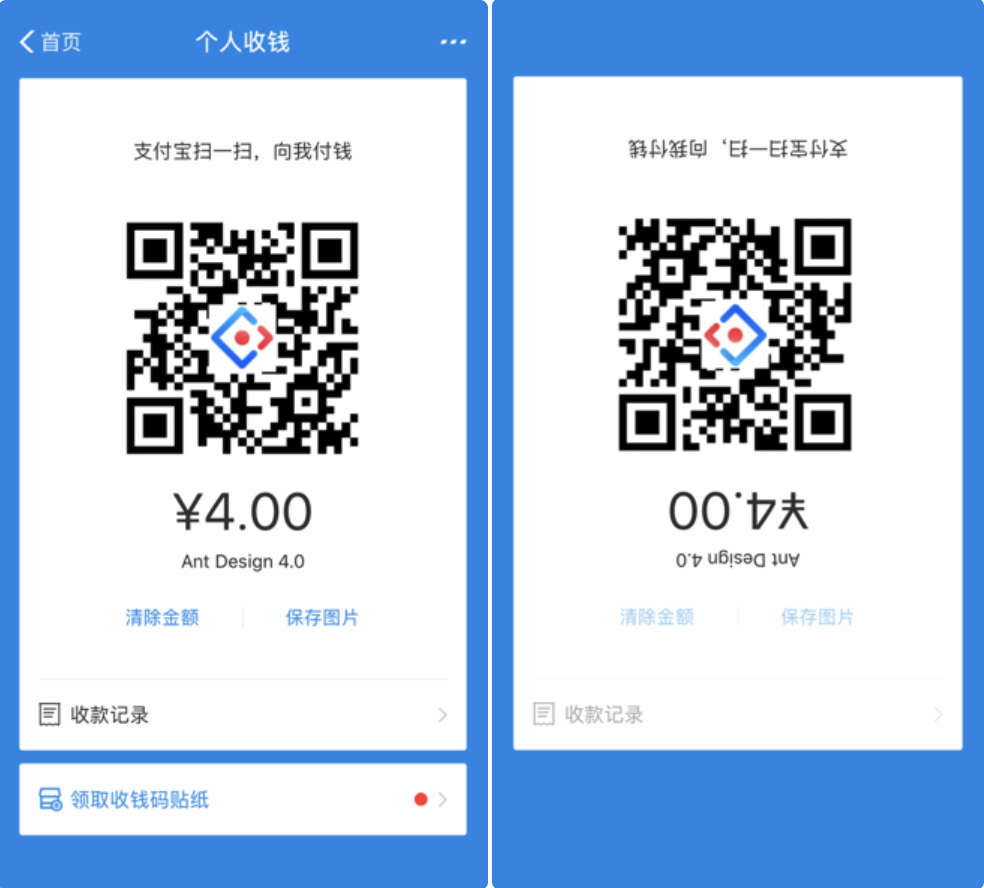 首页
个人收钱
支付宝扫一扫，向我付钱
¥4.00
Ant Design 4.0
清除金额
保存图片
收款记录
领取收钱码贴纸
支付宝扫一扫，向我付钱
¥4.00
Ant Design 4.0
清除金额
保存图片
收款记录